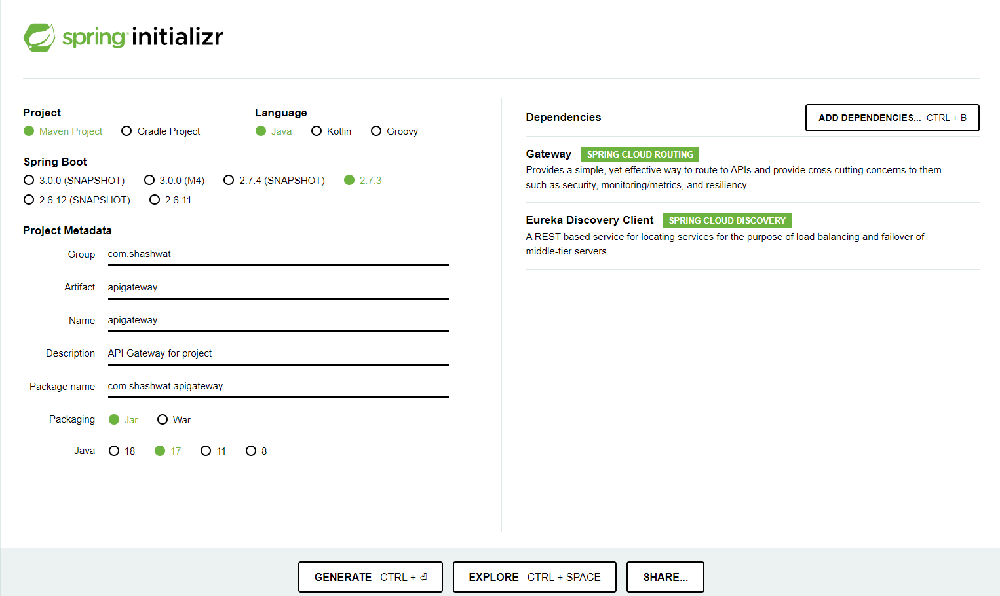 spring initializr
Project
Maven Project Gradle Project
Language
Java Kotlin Groovy
Spring Boot
3.0.0 (SNAPSHOT) 3.0.0 (M4) 2.7.4 (SNAPSHOT) 2.7.3
2.6.12 (SNAPSHOT) 2.6.11
Project Metadata
Group com.shashwat
Artifact apigateway
Name apigateway
Description API Gateway for project
Package name com.shashwat.apigateway
Packaging Jar War
Java 18 17 11 8
Dependencies
ADD DEPENDENCIES... CTRL + B
Gateway SPRING CLOUD ROUTING
Provides a simple, yet effective way to route to APIs and provide cross cutting concerns to them
such as security, monitoring/metrics, and resiliency.
Eureka Discovery Client SPRING CLOUD DISCOVERY
A REST based service for locating services for the purpose of load balancing and failover of
middle-tier servers.
GENERATE CTRL + ⏎
EXPLORE CTRL + SPACE
SHARE...